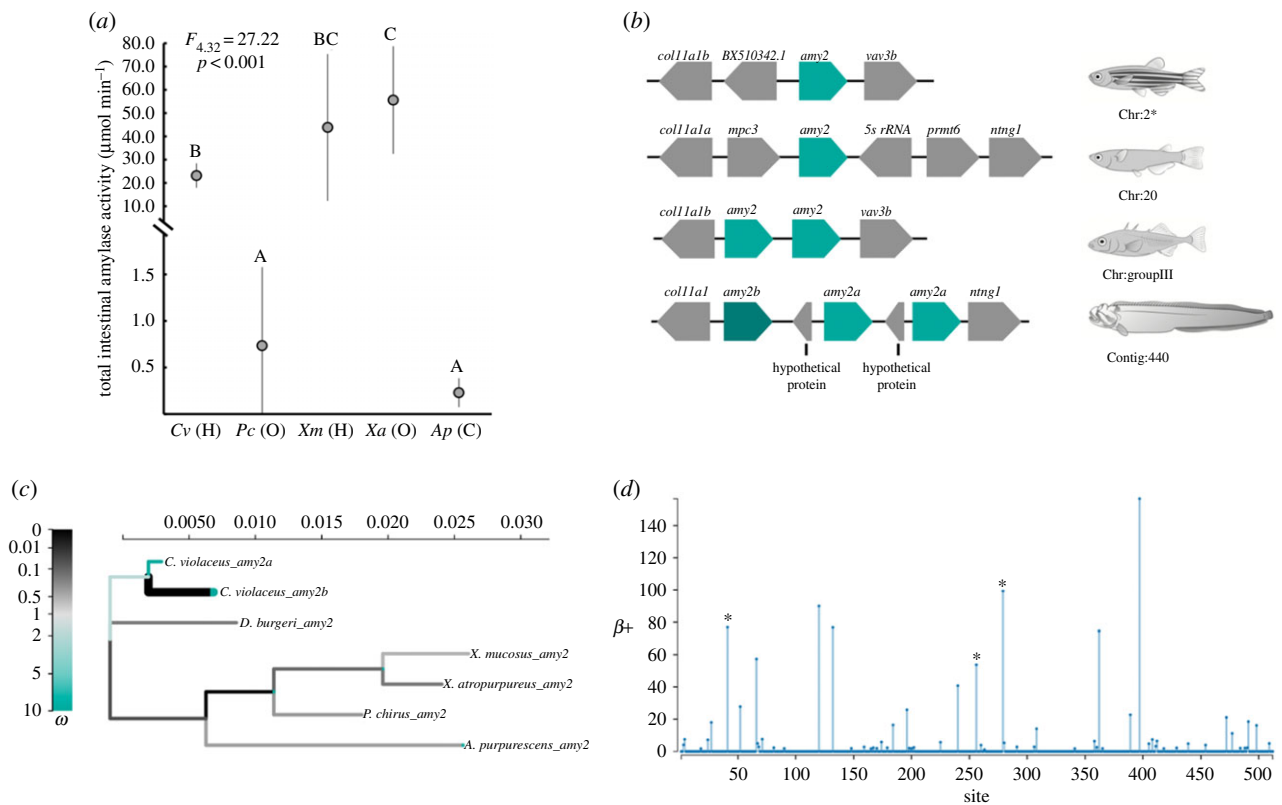 (a)
total intestinal amylase activity (µmol min⁻¹)
F4.32 = 27.22
p < 0.001
80.0
70.0
60.0
50.0
40.0
30.0
20.0
10.0
1.5
1.0
0.5
B
A
BC
C
A
Cv (H) Pc (O) Xm (H) Xa (O) Ap (C)
(b)
col11a1b BX510342.1 amy2 vav3b
Chr:2*
col11a1a mpc3 amy2 5s rRNA prmt6 ntng1
Chr:20
col11a1b amy2 amy2 vav3b
Chr:groupIII
col11a1 amy2b amy2a amy2a ntng1
hypothetical protein
hypothetical protein
Contig:440
(c)
0.0050 0.010 0.015 0.020 0.025 0.030
0
0.01
0.1
0.5
1
2
5
10
ω
C. violaceus_amy2a
C. violaceus_amy2b
D. burgeri_amy2
X. mucosus_amy2
X. atropurpureus_amy2
P. chirus_amy2
A. purpurescens_amy2
(d)
β+
140
120
100
80
60
40
20
0
* * *
50 100 150 200 250 300 350 400 450 500
site